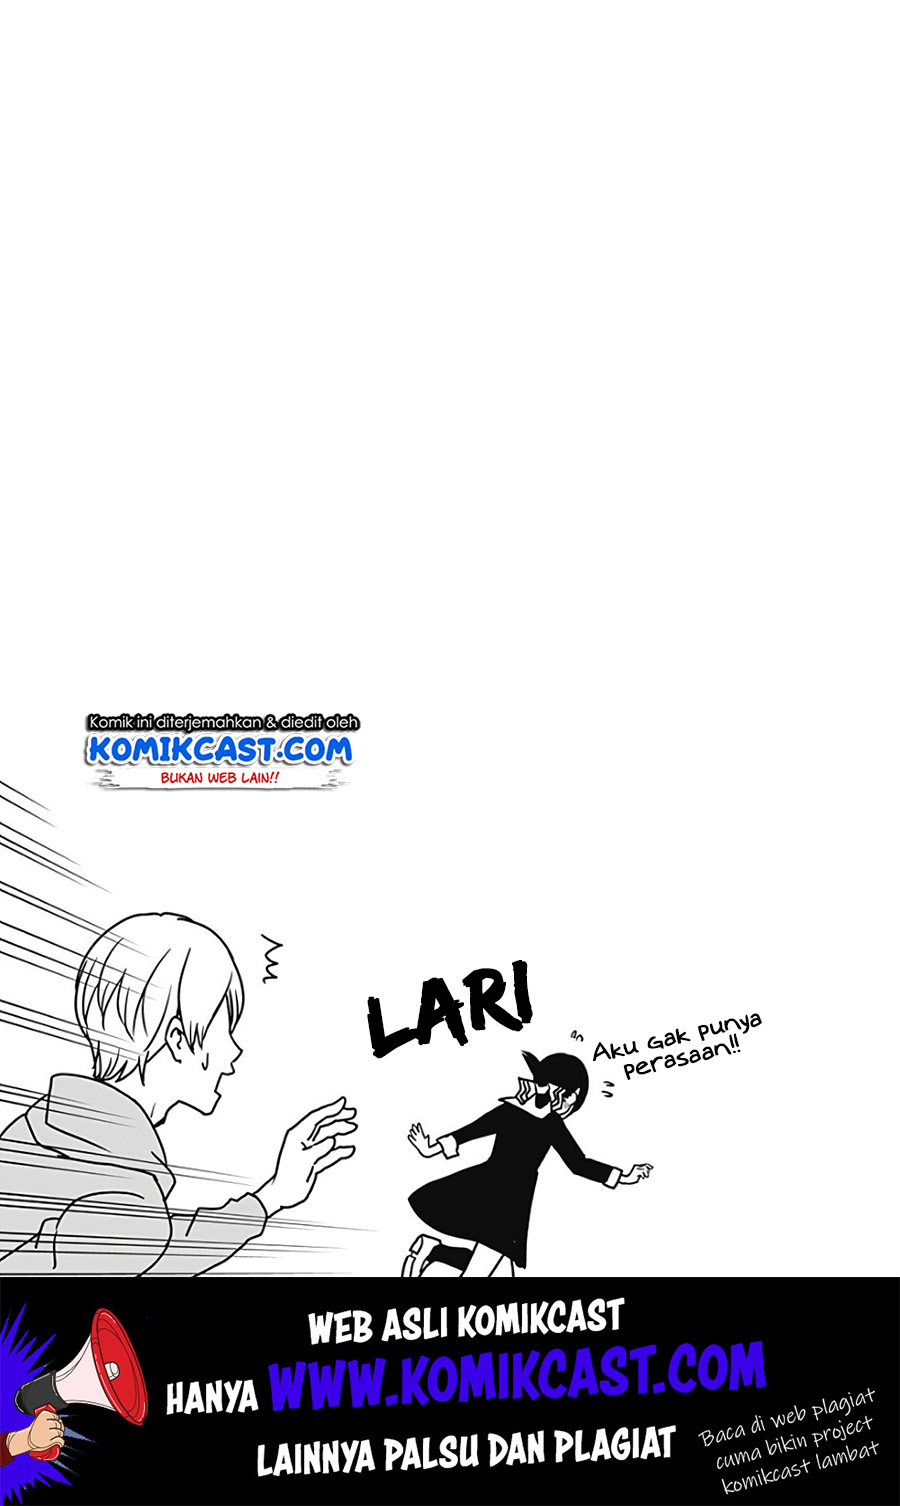 Komik ini diterjemahkan & diedit oleh
KOMIKCAST.COM
BUKAN WEB LAIN!!
LARI
Aku Gak punya
perasaan!!
WEB ASLI KOMIKCAST
HANYA WWW.KOMIKCAST.COM
LAINNYA PALSU DAN PLAGIAT
Baca di web plagiat
cuma bikin project
komikcast lambat